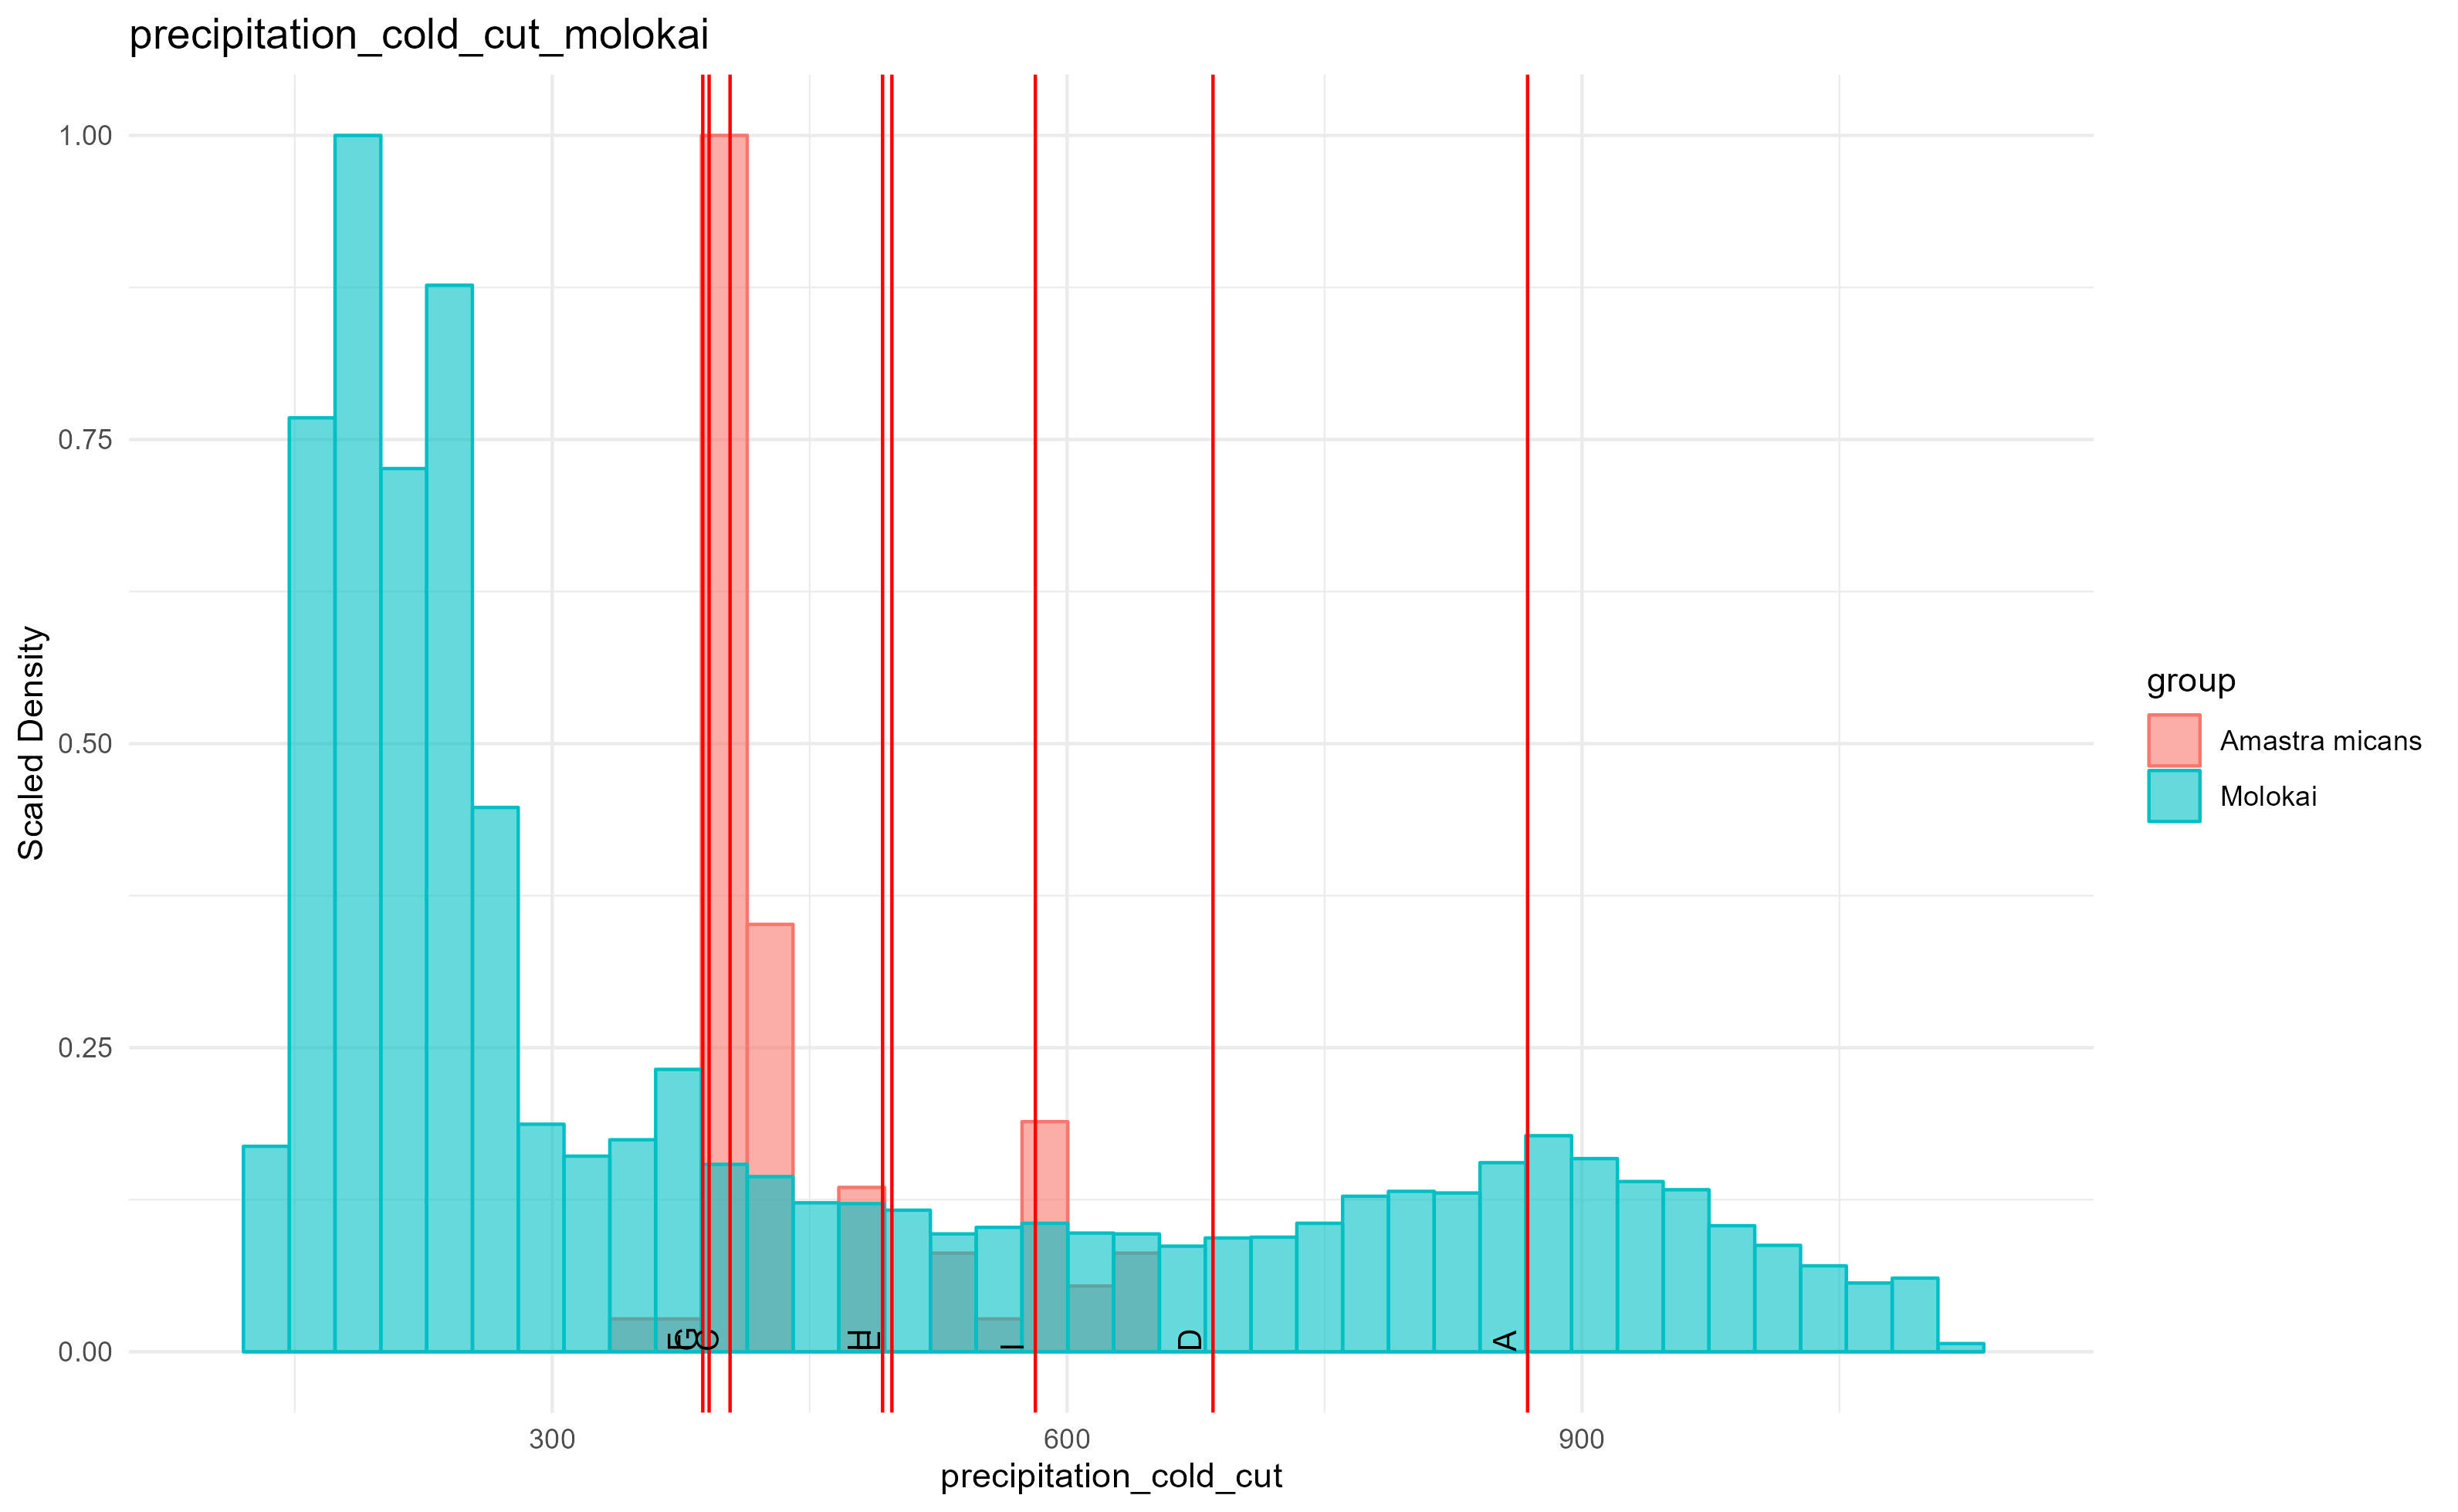 precipitation_cold_cut_molokai
1.00
0.75
0.50
0.25
0.00
Scaled Density
G
C
I
D
A
300
600
900
precipitation_cold_cut
group
Amastra micans
Molokai